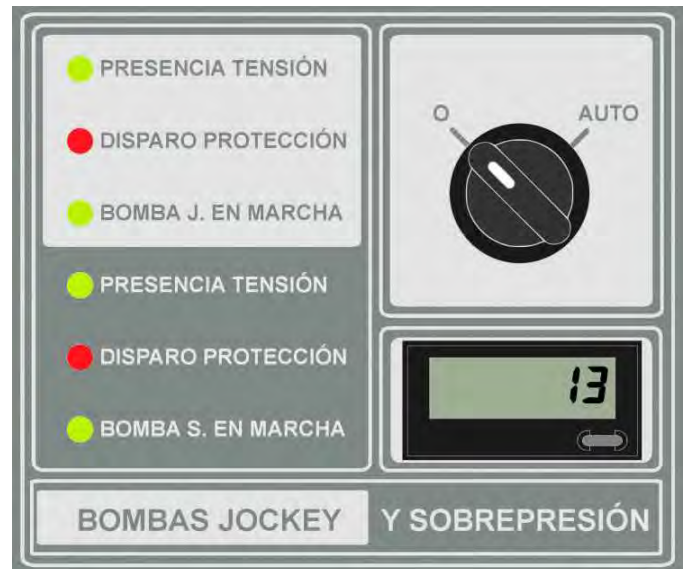 PRESENCIA TENSIÓN
DISPARO PROTECCIÓN
BOMBA J. EN MARCHA
PRESENCIA TENSIÓN
DISPARO PROTECCIÓN
BOMBA S. EN MARCHA
O AUTO
13
BOMBAS JOCKEY Y SOBREPRESIÓN